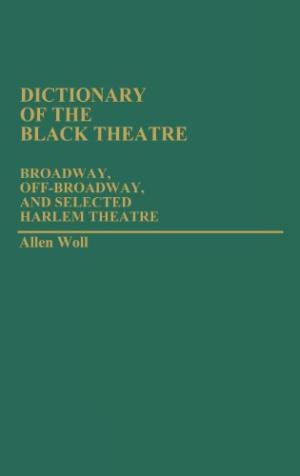 DICTIONARY
OF THE
BLACK THEATRE
BROADWAY,
OFF-BROADWAY,
AND SELECTED
HARLEM THEATRE
Allen Woll